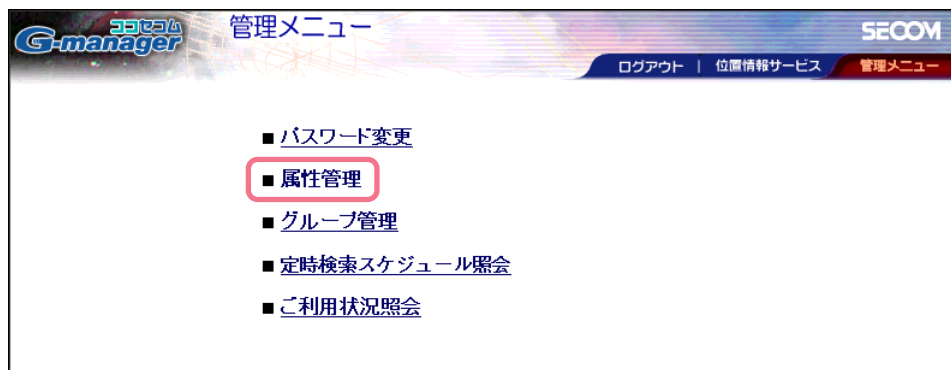 ココセコム
G-manager
管理メニュー
SECOM
ログアウト | 位置情報サービス 管理メニュー
■ パスワード変更
■ 属性管理
■ グループ管理
■ 定時検索スケジュール照会
■ ご利用状況照会